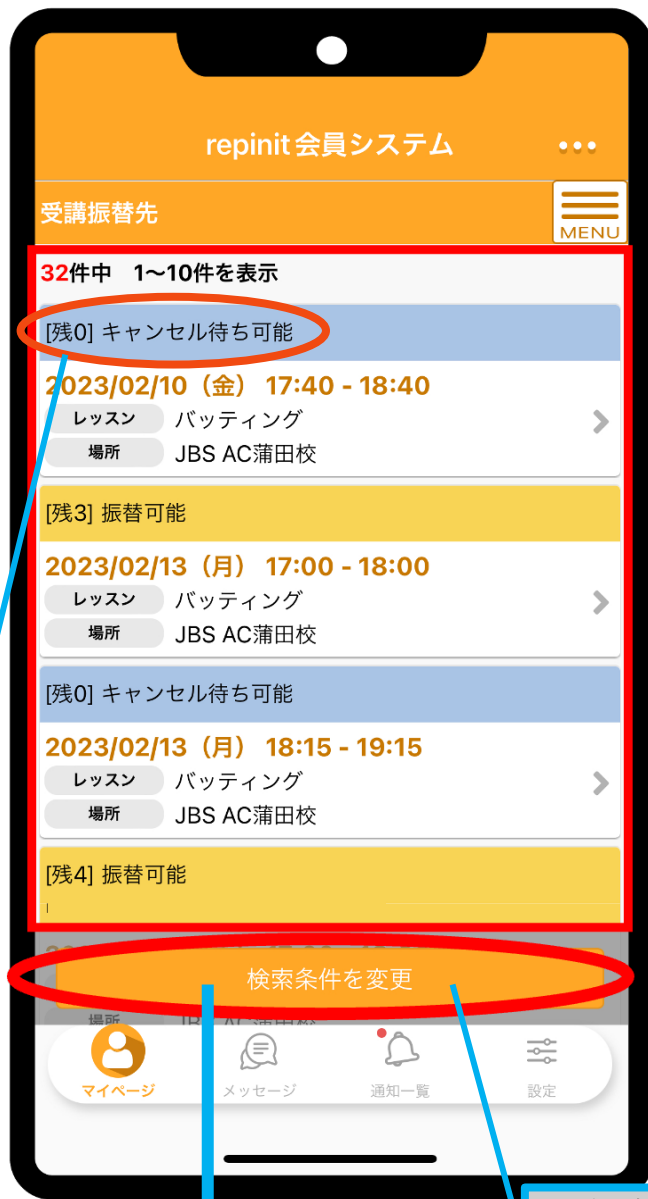 repinit会員システム
受講振替先
MENU
32件中 1〜10件を表示
[残0] キャンセル待ち可能
2023/02/10（金） 17:40 - 18:40
レッスン バッティング
場所 JBS AC蒲田校
[残3] 振替可能
2023/02/13（月） 17:00 - 18:00
レッスン バッティング
場所 JBS AC蒲田校
[残0] キャンセル待ち可能
2023/02/13（月） 18:15 - 19:15
レッスン バッティング
場所 JBS AC蒲田校
[残4] 振替可能
検索条件を変更
マイページ メッセージ 通知一覧 設定